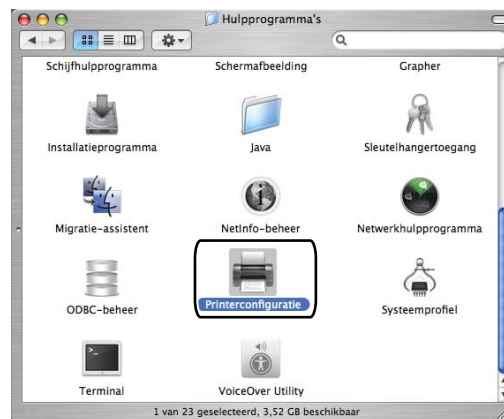 Hulpprogramma's
Schijfhulpprogramma Schermafbeelding Grapher
Installatieprogramma Java Sleutelhangertoegang
Migratie-assistent NetInfo-beheer Netwerkhulpprogramma
ODBC-beheer Printerconfiguratie Systeemprofiel
Terminal VoiceOver Utility
1 van 23 geselecteerd, 3,52 GB beschikbaar